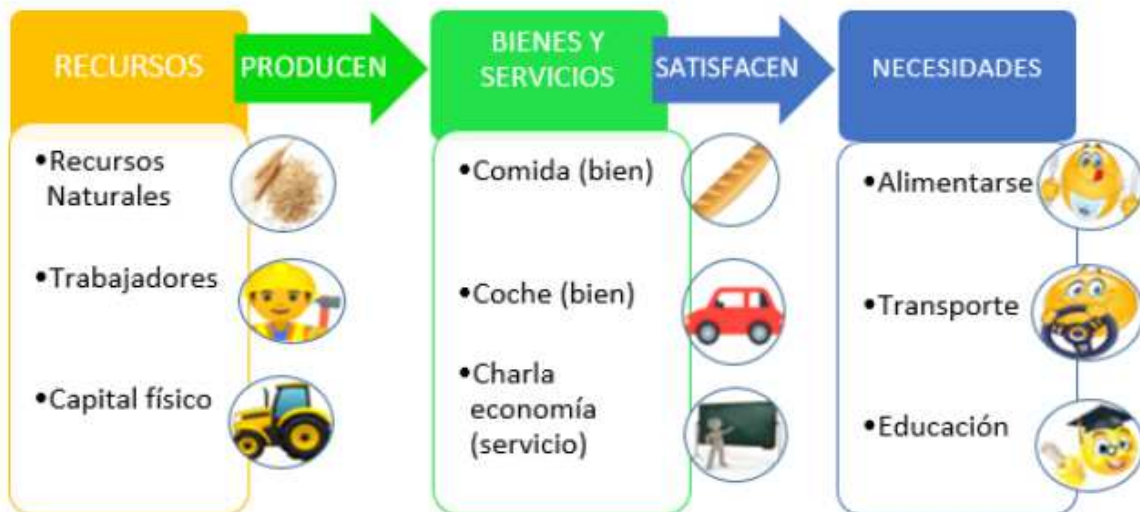 RECURSOS
PRODUCEN
BIENES Y
SERVICIOS
SATISFACEN
NECESIDADES
•Recursos
Naturales
•Trabajadores
•Capital físico
•Comida (bien)
•Coche (bien)
•Charla
economía
(servicio)
•Alimentarse
•Transporte
•Educación